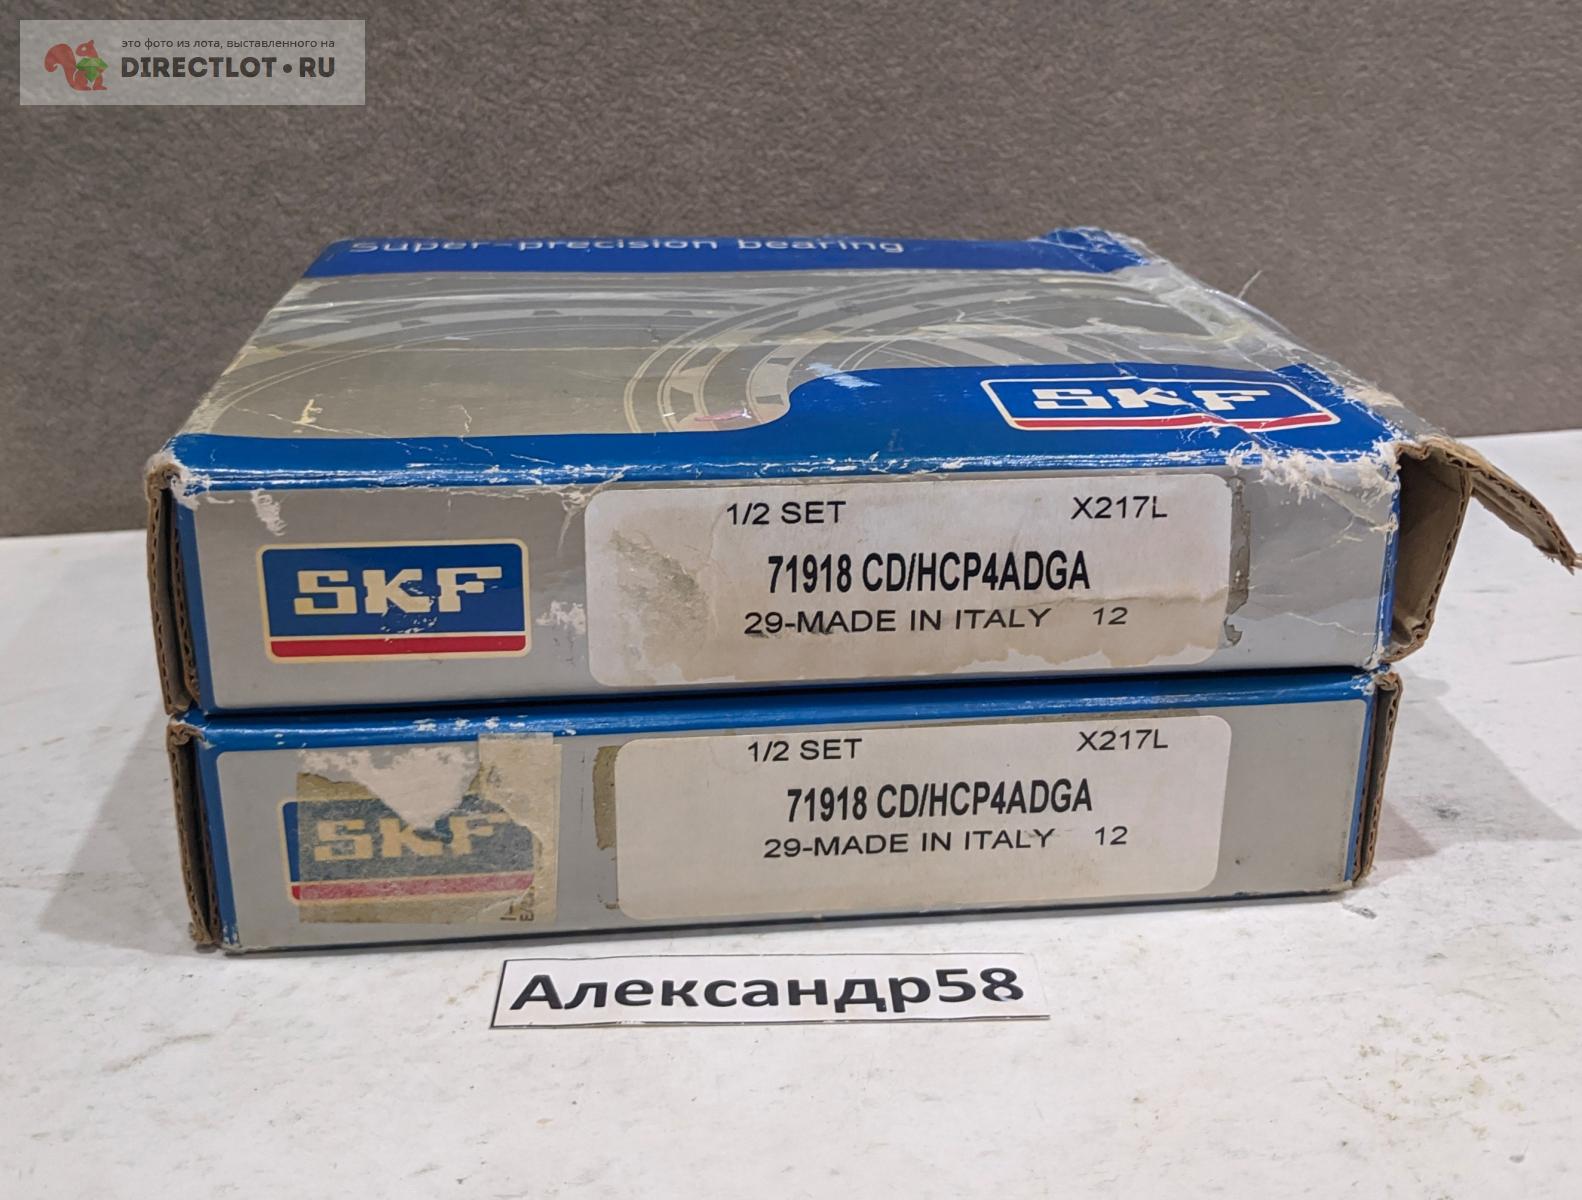 это фото из лота, выставленного на
DIRECTLOT•RU
Super-precision bearing
SKF
1/2 SET X217L
SKF
71918 CD/HCP4ADGA
29-MADE IN ITALY 12
1/2 SET X217L
SKF
71918 CD/HCP4ADGA
29-MADE IN ITALY 12
Александр58